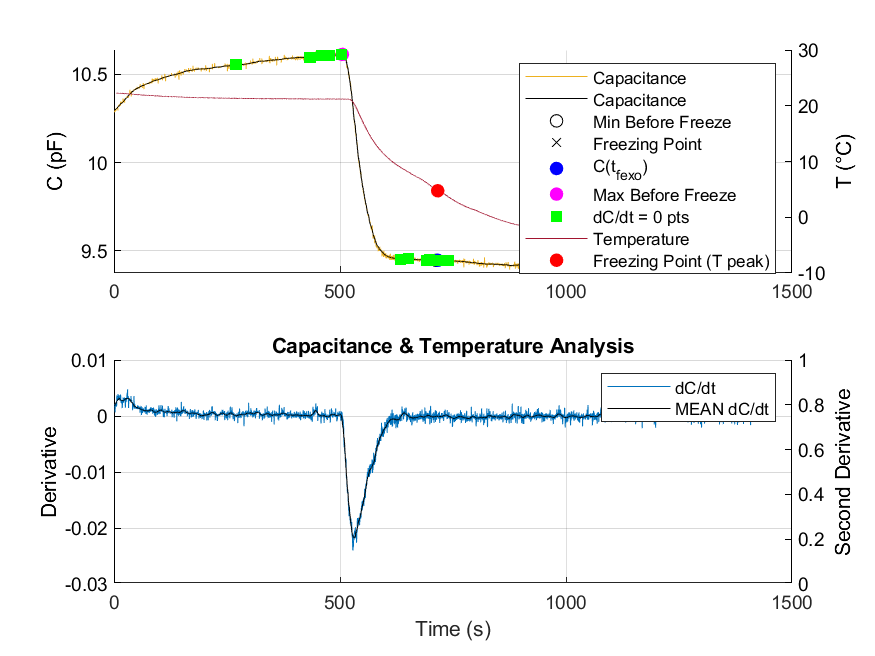 10.5
10
9.5
C (pF)
30
20
10
0
-10
T (°C)
Capacitance
Capacitance
Min Before Freeze
Freezing Point
C(t_fexo)
Max Before Freeze
dC/dt = 0 pts
Temperature
Freezing Point (T peak)
0
500
1000
1500
Capacitance & Temperature Analysis
0.01
0
-0.01
-0.02
-0.03
Derivative
1
0.8
0.6
0.4
0.2
0
Second Derivative
dC/dt
MEAN dC/dt
0
500
1000
1500
Time (s)